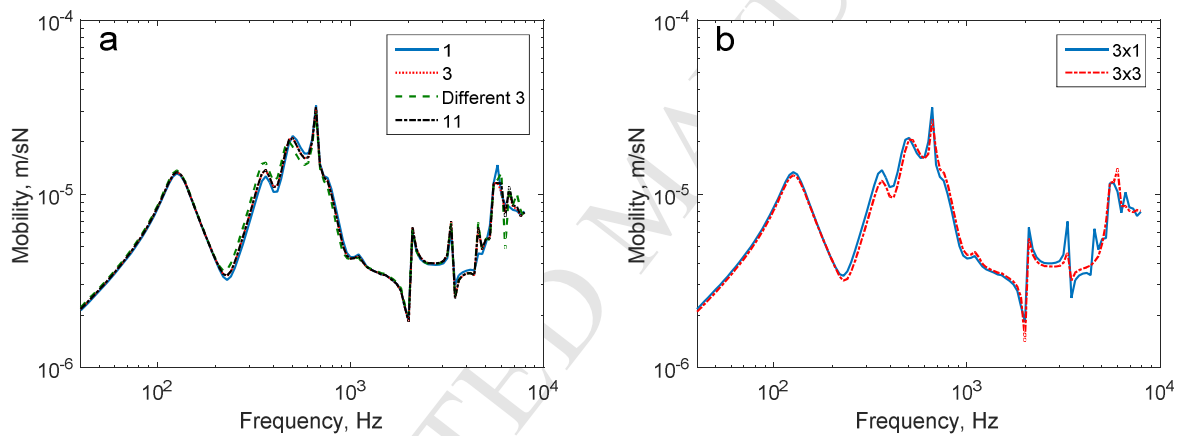 a
10^-4
10^-5
10^-6
Mobility, m/sN
10^2
10^3
10^4
Frequency, Hz
1
3
Different 3
11
b
10^-4
10^-5
10^-6
Mobility, m/sN
10^2
10^3
10^4
Frequency, Hz
3x1
3x3